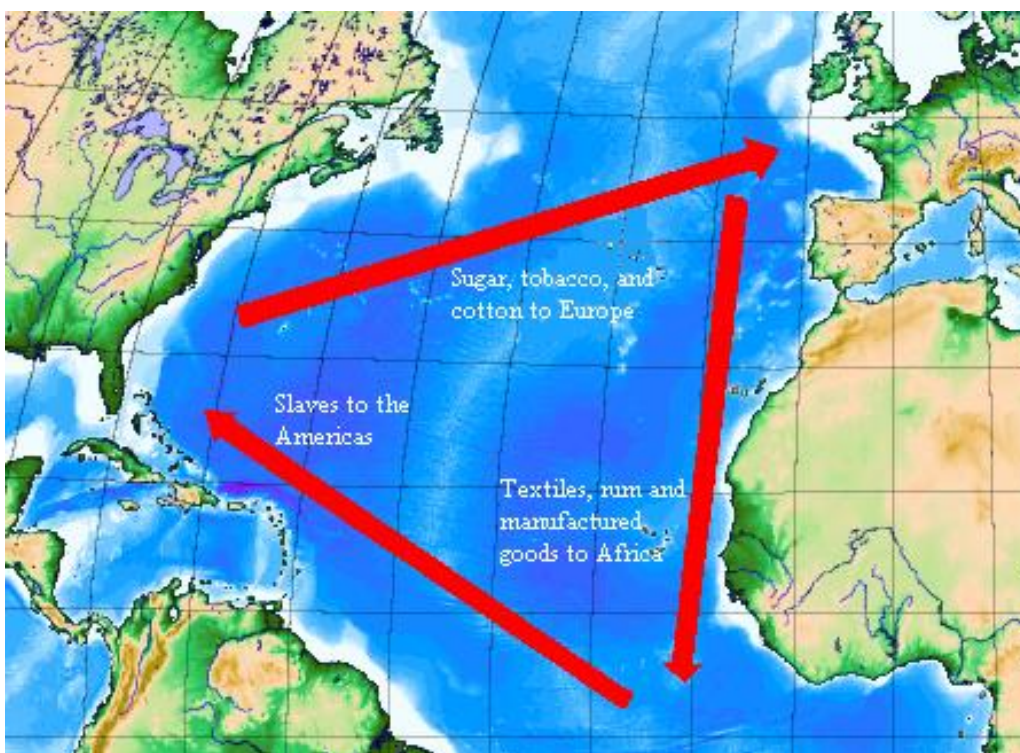 Sugar, tobacco, and
cotton to Europe
Slaves to the
Americas
Textiles, rum and
manufactured
goods to Africa